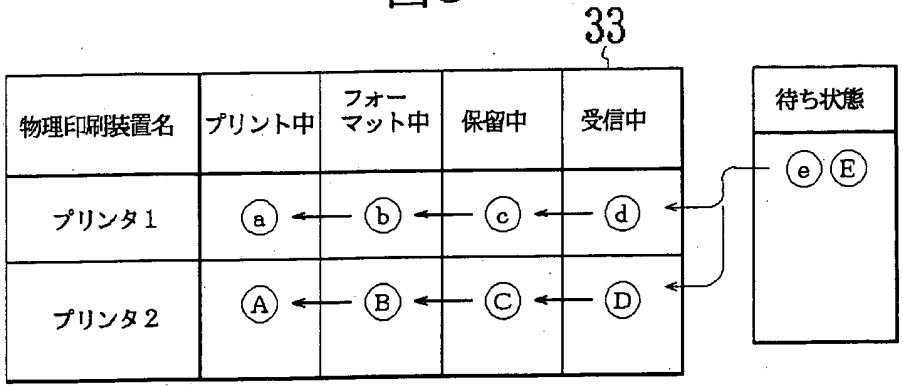 33
物理印刷装置名 プリント中 フォー 保留中 受信中 待ち状態
マット中
e E
プリンタ1 a b c d
プリンタ2 A B C D